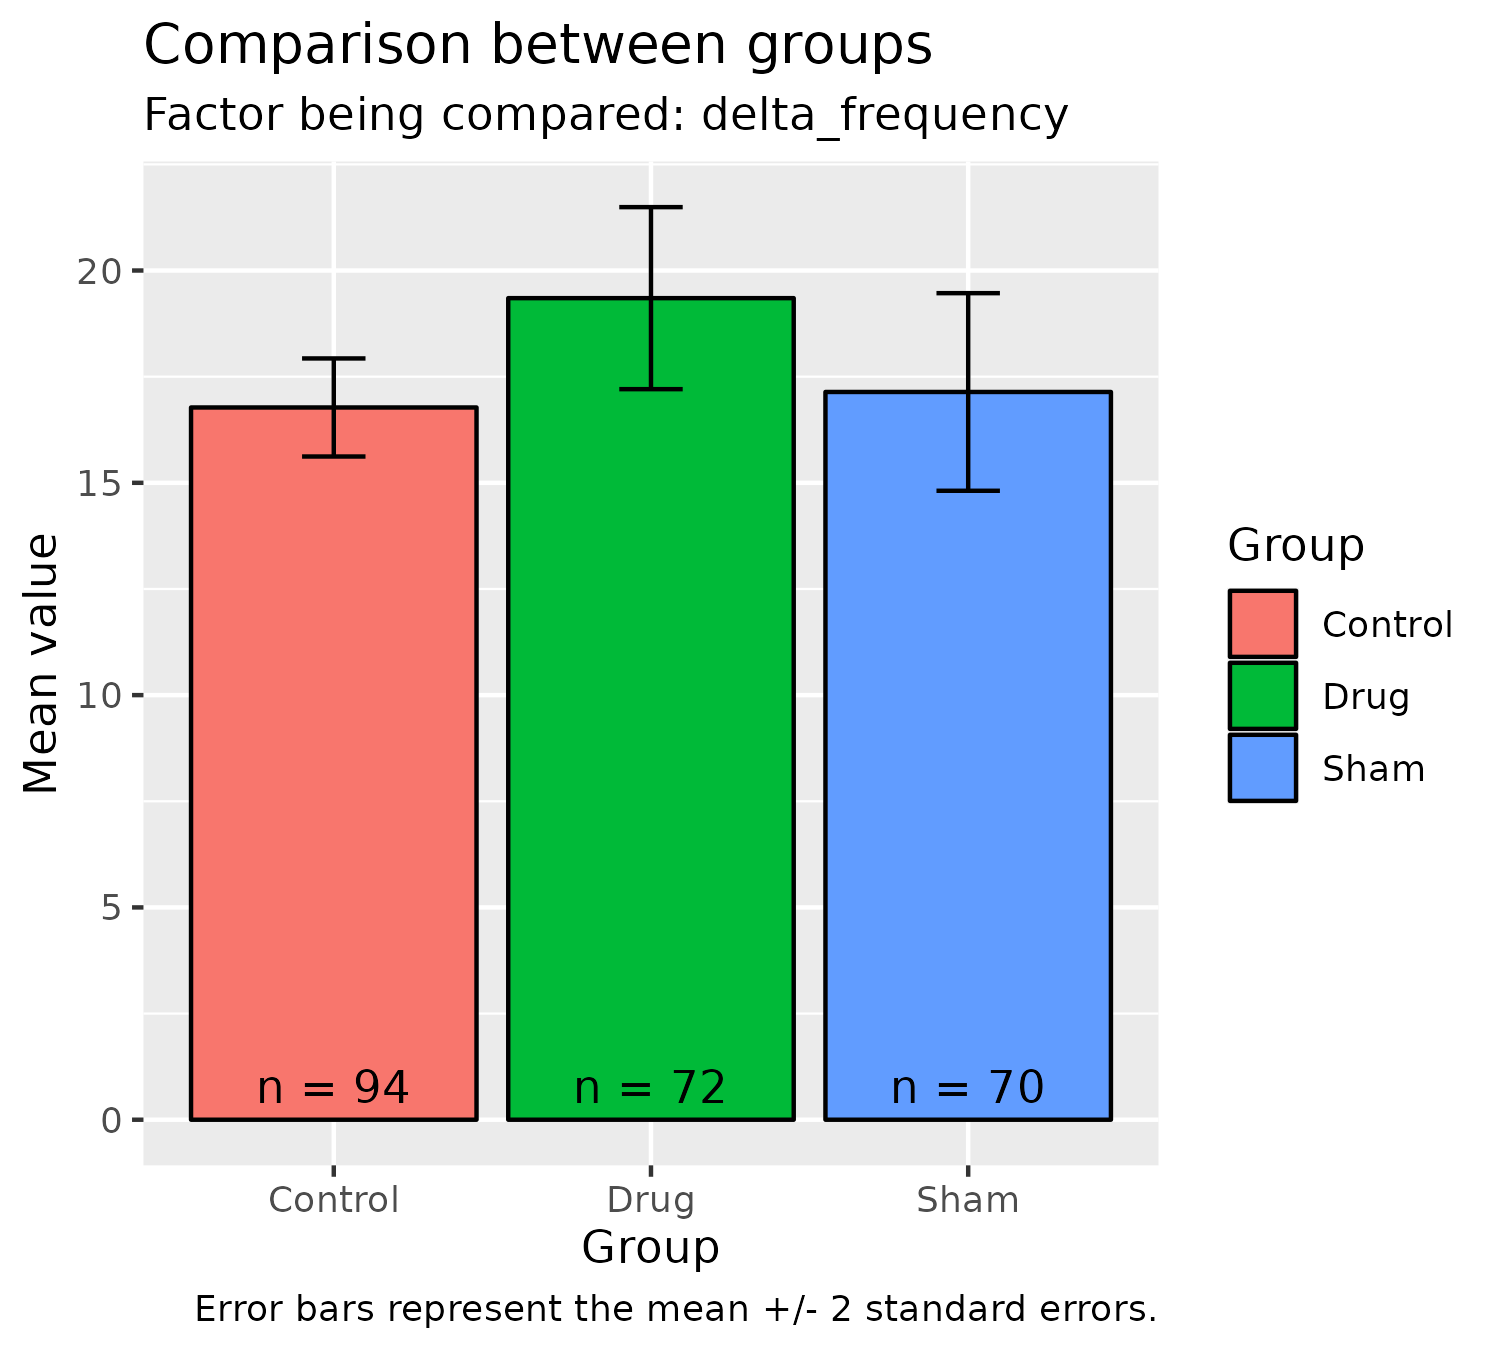 Comparison between groups
Factor being compared: delta_frequency
Mean value
20
15
10
5
0
n = 94
n = 72
n = 70
Control
Drug
Sham
Group
Group
Control
Drug
Sham
Error bars represent the mean +/- 2 standard errors.